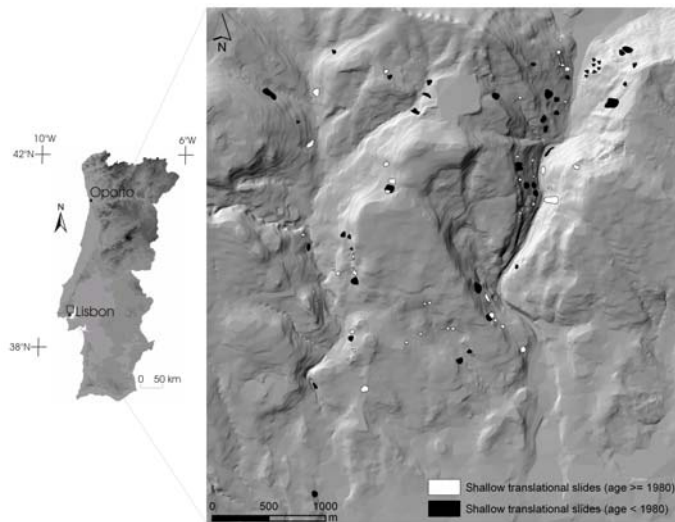 N
10°W
6°W
42°N
Oporto
N
Lisbon
38°N
0 50 km
Shallow translational slides (age >= 1980)
Shallow translational slides (age < 1980)
0 500 1000
m